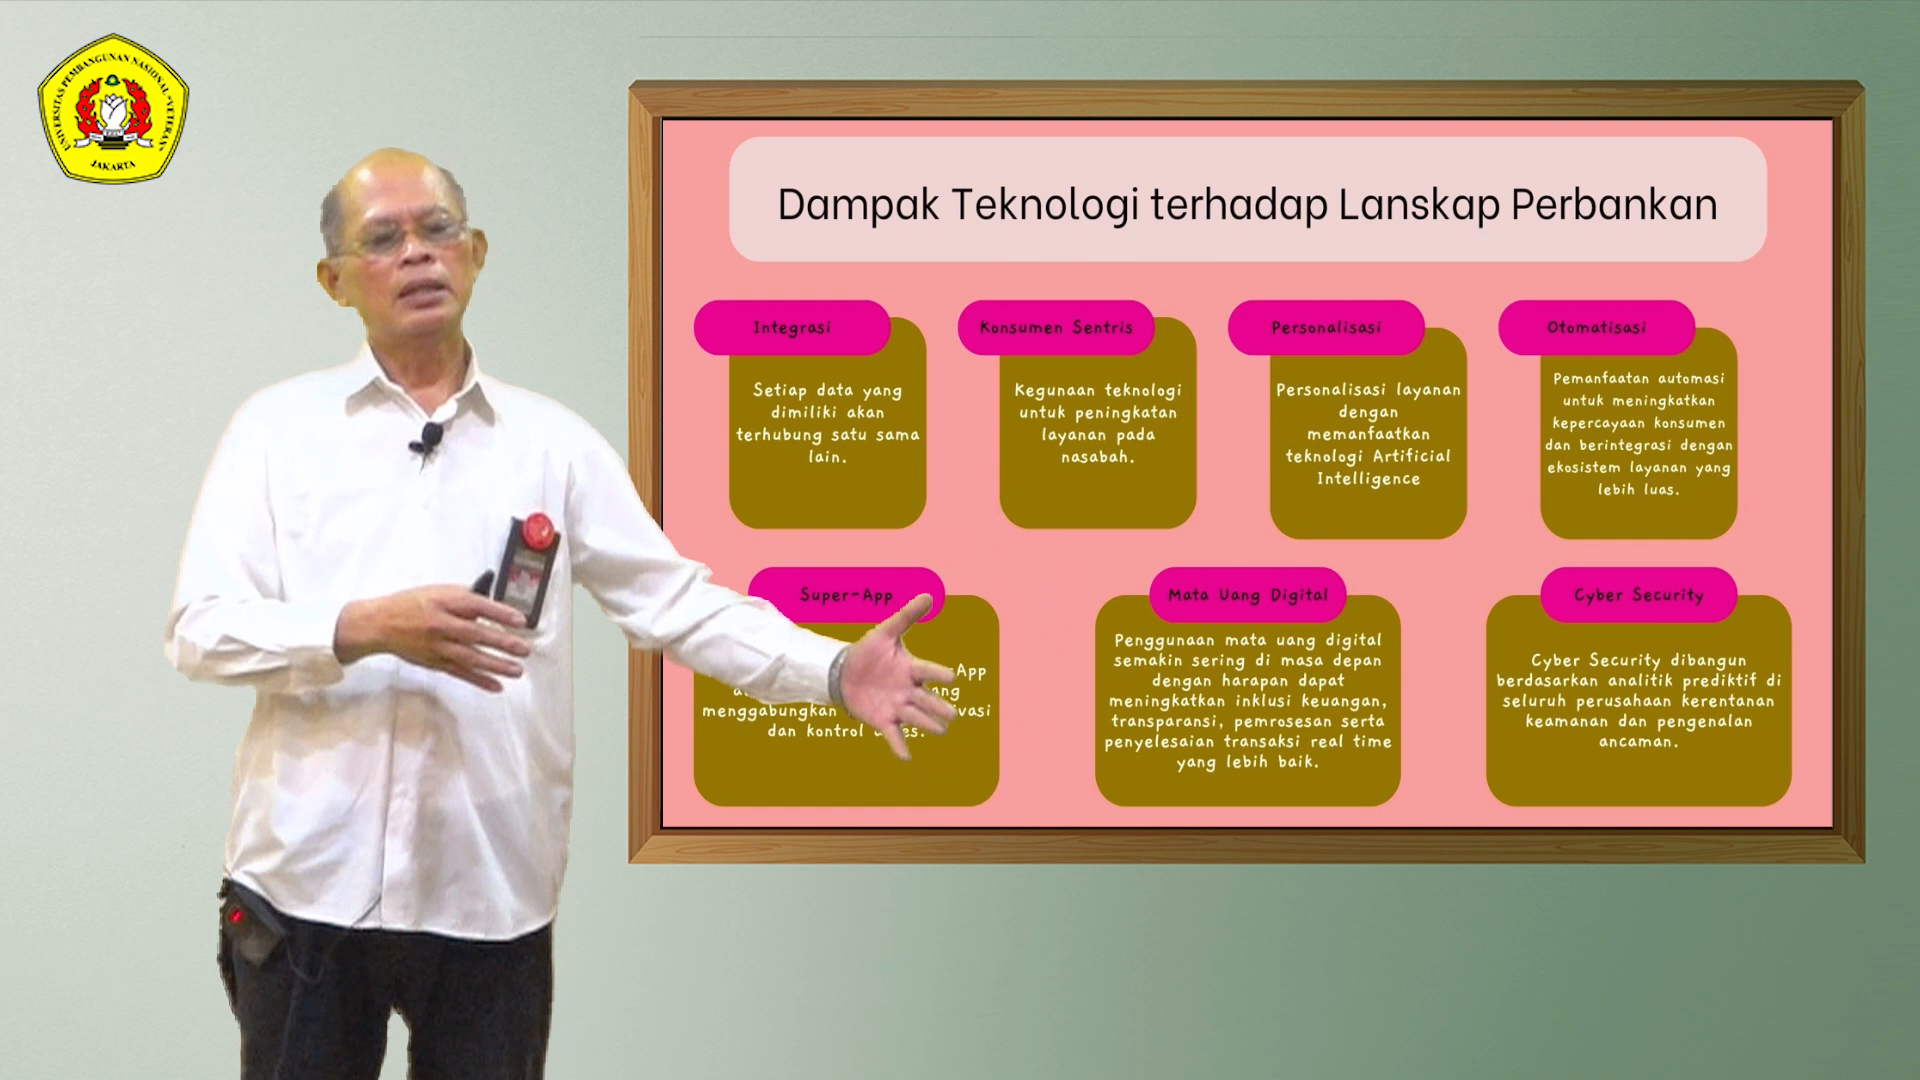 UNIVERSITAS PEMBANGUNAN NASIONAL "VETERAN"
JAKARTA
Dampak Teknologi terhadap Lanskap Perbankan
Integrasi
Setiap data yang
dimiliki akan
terhubung satu sama
lain.
Konsumen Sentris
Kegunaan teknologi
untuk peningkatan
layanan pada
nasabah.
Personalisasi
Personalisasi layanan
dengan
memanfaatkan
teknologi Artificial
Intelligence
Otomatisasi
Pemanfaatan automasi
untuk meningkatkan
kepercayaan konsumen
dan berintegrasi dengan
ekosistem layanan yang
lebih luas.
Super-App
App
menggabungkan
dan kontrol
Mata Uang Digital
Penggunaan mata uang digital
semakin sering di masa depan
dengan harapan dapat
meningkatkan inklusi keuangan,
transparansi, pemrosesan serta
penyelesaian transaksi real time
yang lebih baik.
Cyber Security
Cyber Security dibangun
berdasarkan analitik prediktif di
seluruh perusahaan kerentanan
keamanan dan pengenalan
ancaman.